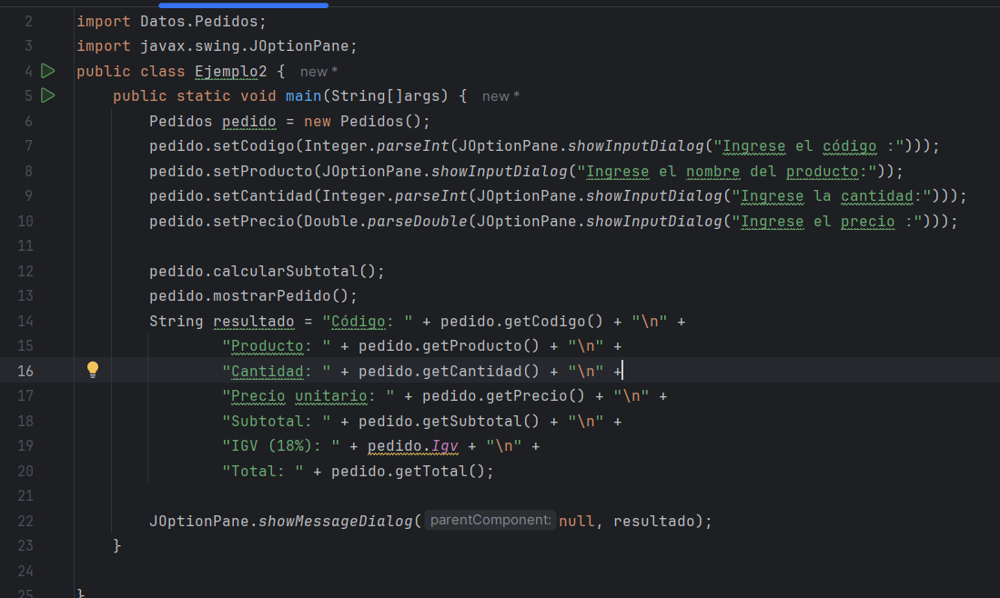 2 import Datos.Pedidos;
3 import javax.swing.JOptionPane;
4 public class Ejemplo2 { new *
5 public static void main(String[]args) { new *
6 Pedidos pedido = new Pedidos();
7 pedido.setCodigo(Integer.parseInt(JOptionPane.showInputDialog("Ingrese el código :")));
8 pedido.setProducto(JOptionPane.showInputDialog("Ingrese el nombre del producto:"));
9 pedido.setCantidad(Integer.parseInt(JOptionPane.showInputDialog("Ingrese la cantidad:")));
10 pedido.setPrecio(Double.parseDouble(JOptionPane.showInputDialog("Ingrese el precio :")));
11
12 pedido.calcularSubtotal();
13 pedido.mostrarPedido();
14 String resultado = "Código: " + pedido.getCodigo() + "\n" +
15 "Producto: " + pedido.getProducto() + "\n" +
16 "Cantidad: " + pedido.getCantidad() + "\n" +
17 "Precio unitario: " + pedido.getPrecio() + "\n" +
18 "Subtotal: " + pedido.getSubtotal() + "\n" +
19 "IGV (18%): " + pedido.Igv + "\n" +
20 "Total: " + pedido.getTotal();
21
22 JOptionPane.showMessageDialog( parentComponent: null, resultado);
23 }
24
25 }